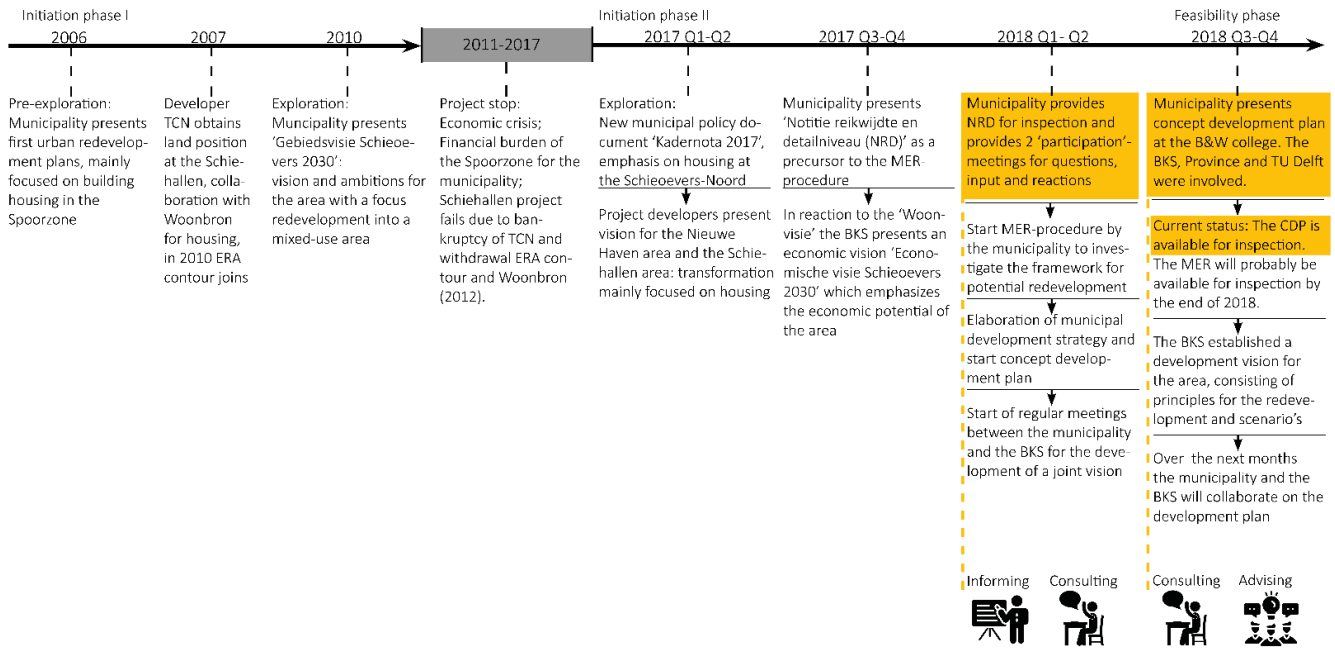 Initiation phase I
2006
2007
2010
2011-2017
Initiation phase II
2017 Q1-Q2
2017 Q3-Q4
2018 Q1- Q2
Feasibility phase
2018 Q3-Q4
Pre-exploration:
Municipality presents
first urban redevelop-
ment plans, mainly
focused on building
housing in the
Spoorzone
Developer
TCN obtains
land position
at the Schie-
hallen, colla-
boration with
Woonbron
for housing,
in 2010 ERA
contour joins
Exploration:
Muncipality presents
'Gebiedsvisie Schieoe-
vers 2030':
vision and ambitions for
the area with a focus
redevelopment into a
mixed-use area
Project stop:
Economic crisis;
Financial burden of
the Spoorzone for the
municipality;
Schiehallen project
fails due to ban-
kruptcy of TCN and
withdrawal ERA con-
tour and Woonbron
(2012).
Exploration:
New municipal policy do-
cument 'Kadernota 2017',
emphasis on housing at
the Schieoevers-Noord
Project developers present
vision for the Nieuwe
Haven area and the Schie-
hallen area: transformation
mainly focused on housing
Municipality presents
'Notitie reikwijdte en
detailniveau (NRD)' as a
precursor to the MER-
procedure
In reaction to the 'Woon-
visie' the BKS presents an
economic vision 'Econo-
mische visie Schieoevers
2030' which emphasizes
the economic potential of
the area
Municipality provides
NRD for inspection and
provides 2 'participation'-
meetings for questions,
input and reactions
Start MER-procedure by
the municipality to inves-
tigate the framework for
potential redevelopment
Elaboration of municipal
development strategy and
start concept develop-
ment plan
Start of regular meetings
between the municipality
and the BKS for the deve-
lopment of a joint vision
Informing
Consulting
Municipality presents
concept development plan
at the B&W college. The
BKS, Province and TU Delft
were involved.
Current status: The CDP is
available for inspection.
The MER will probably be
available for inspection by
the end of 2018.
The BKS established a
development vision for
the area, consisting of
principles for the redeve-
lopment and scenario's
Over the next months
the municipality and the
BKS will collaborate on the
development plan
Consulting
Advising